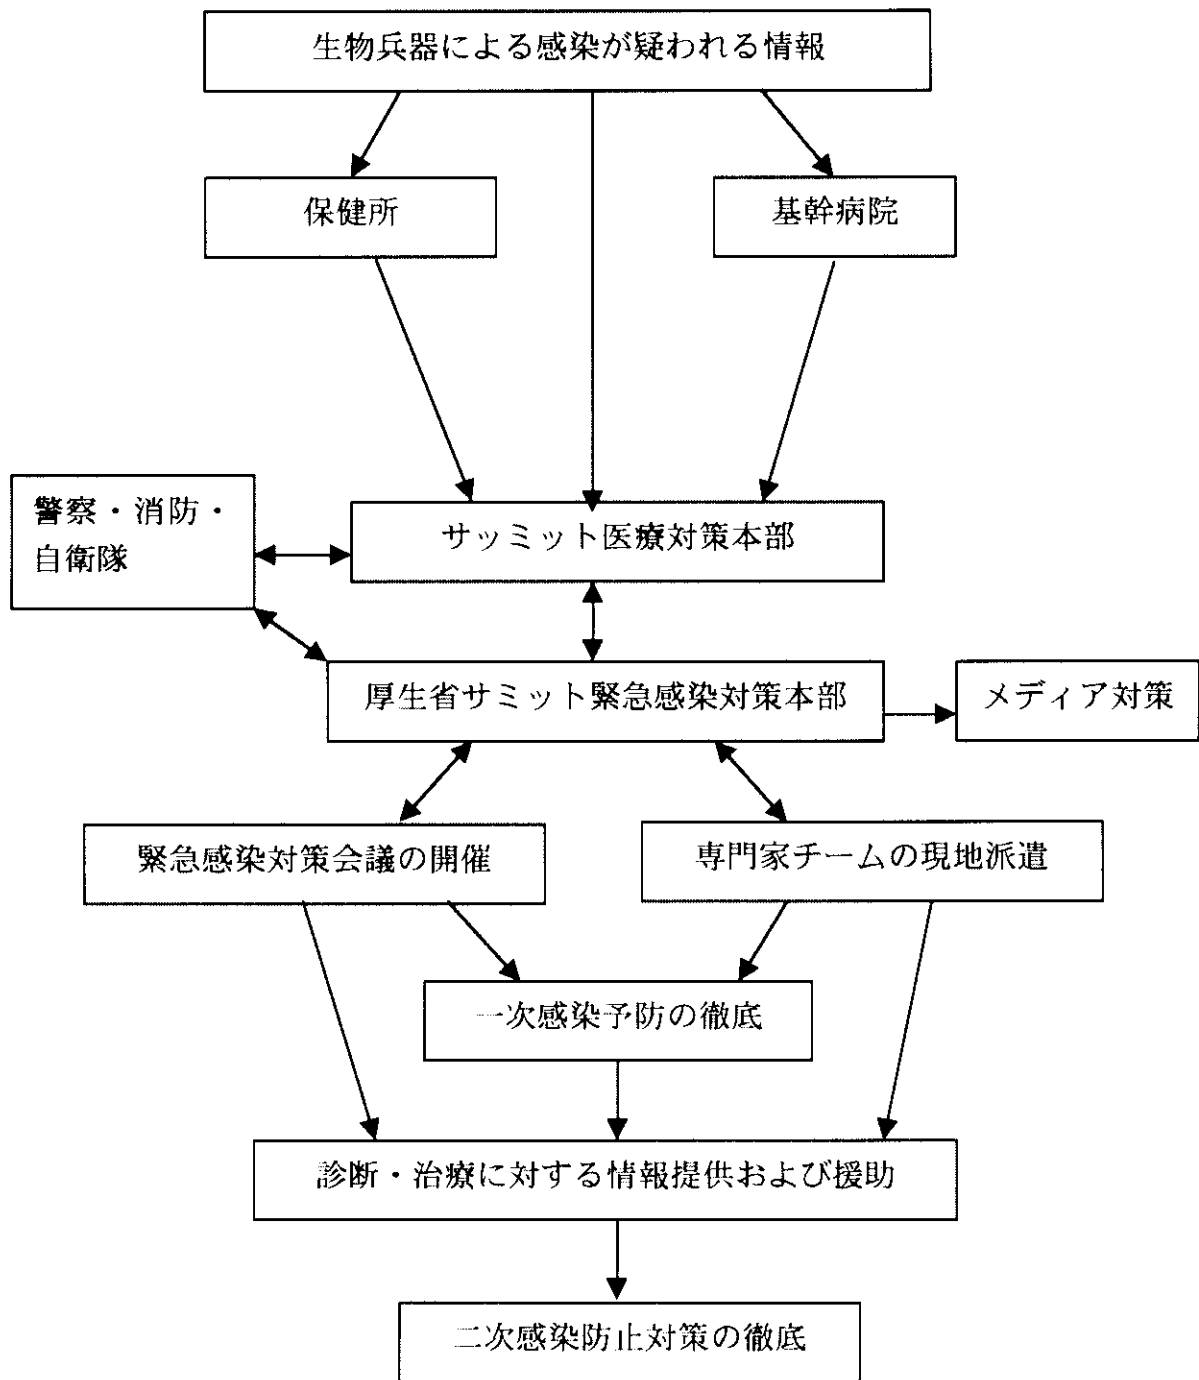 生物兵器による感染が疑われる情報
保健所
基幹病院
警察・消防・
自衛隊
サッミット医療対策本部
厚生省サミット緊急感染対策本部
メディア対策
緊急感染対策会議の開催
専門家チームの現地派遣
一次感染予防の徹底
診断・治療に対する情報提供および援助
二次感染防止対策の徹底